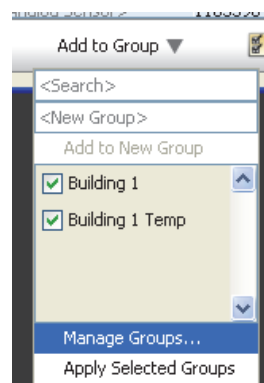 Add to Group ▼
<Search>
<New Group>
Add to New Group
Building 1
Building 1 Temp
Manage Groups...
Apply Selected Groups